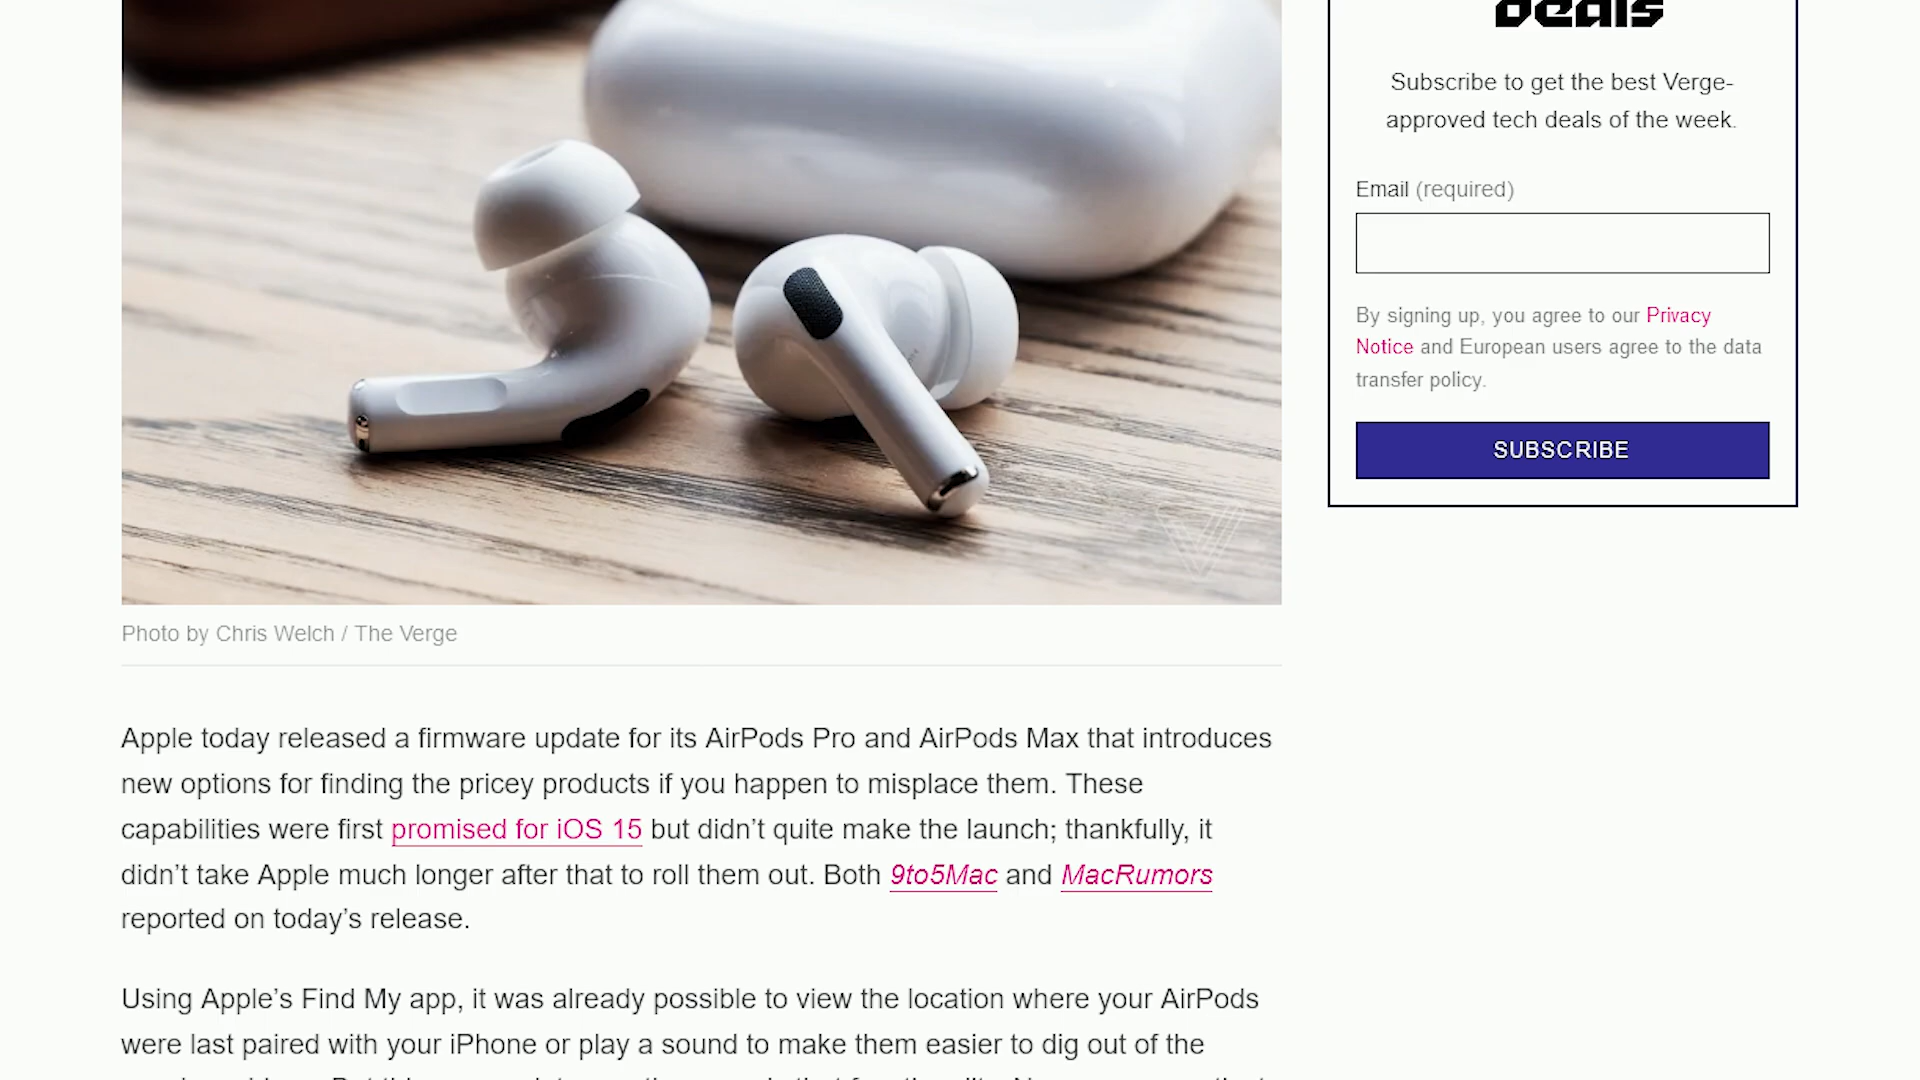 Deals
Subscribe to get the best Verge-
approved tech deals of the week.
Email (required)
By signing up, you agree to our Privacy
Notice and European users agree to the data
transfer policy.
SUBSCRIBE
Photo by Chris Welch / The Verge
Apple today released a firmware update for its AirPods Pro and AirPods Max that introduces
new options for finding the pricey products if you happen to misplace them. These
capabilities were first promised for iOS 15 but didn’t quite make the launch; thankfully, it
didn’t take Apple much longer after that to roll them out. Both 9to5Mac and MacRumors
reported on today’s release.
Using Apple’s Find My app, it was already possible to view the location where your AirPods
were last paired with your iPhone or play a sound to make them easier to dig out of the